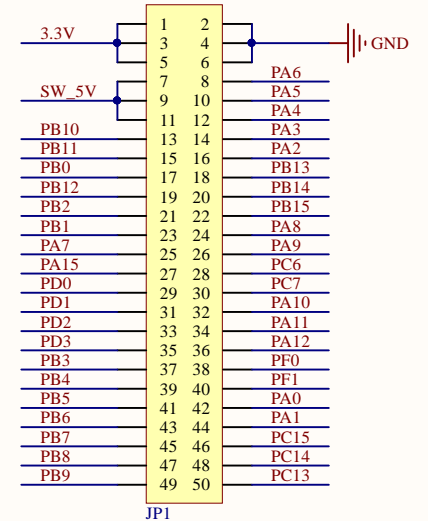 3.3V 1 2
3 4 GND
5 6
7 8 PA6
SW_5V 9 10 PA5
11 12 PA4
PB10 13 14 PA3
PB11 15 16 PA2
PB0 17 18 PB13
PB12 19 20 PB14
PB2 21 22 PB15
PB1 23 24 PA8
PA7 25 26 PA9
PA15 27 28 PC6
PD0 29 30 PC7
PD1 31 32 PA10
PD2 33 34 PA11
PD3 35 36 PA12
PB3 37 38 PF0
PB4 39 40 PF1
PB5 41 42 PA0
PB6 43 44 PA1
PB7 45 46 PC15
PB8 47 48 PC14
PB9 49 50 PC13
JP1